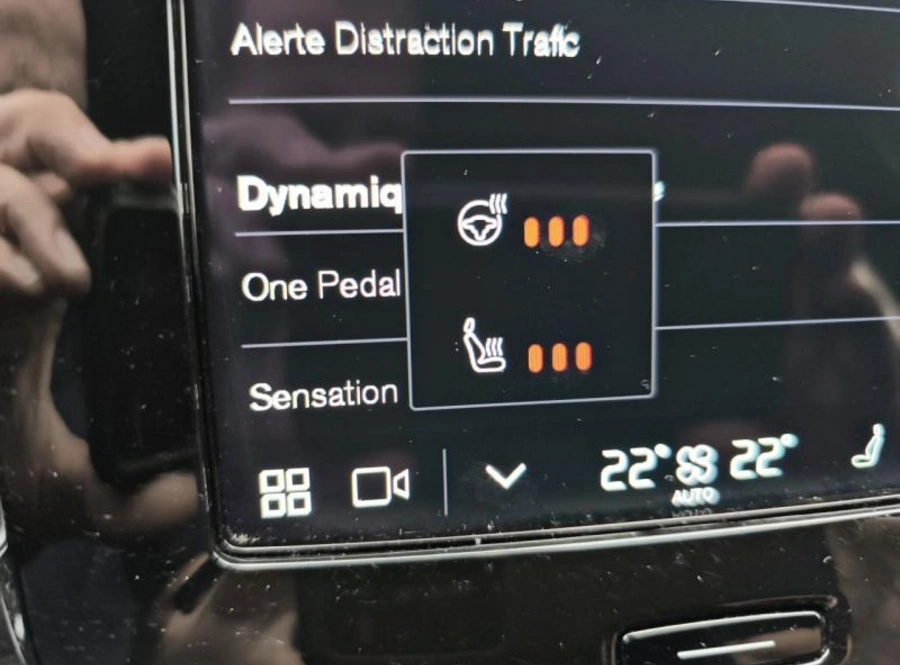 Alerte Distraction Trafic
Dynamiq
One Pedal
Sensation
22° 22°
AUTO